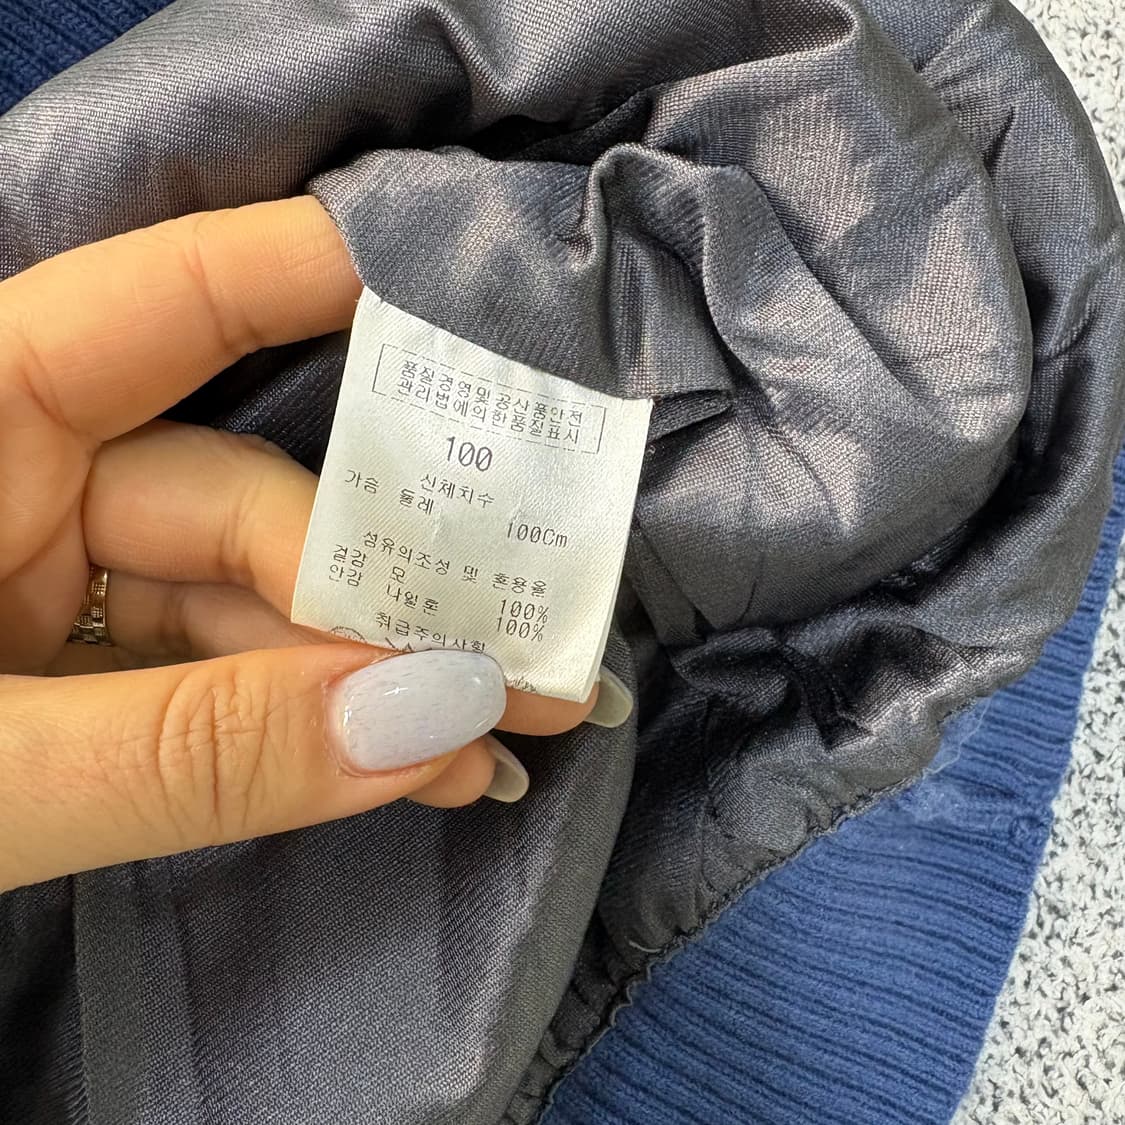 품질경영및 공산품안전
관리법에의한품질표시
100
신체치수
가슴 둘레
100Cm
섬유의조성 및 혼용율
겉감 모 100%
안감 나일론 100%
취급주의사항